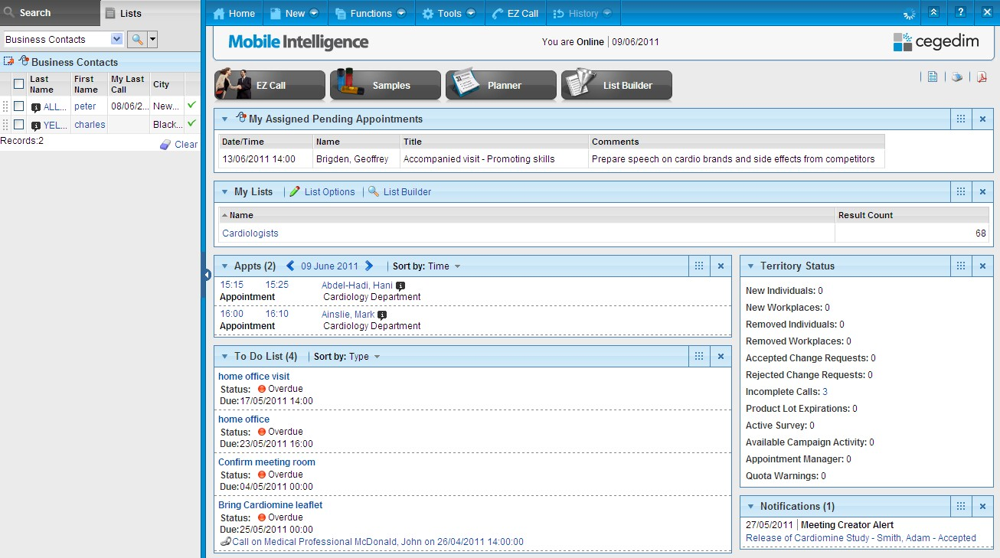 Search
Lists
Home
New
Functions
Tools
EZ Call
History
?
Business Contacts
Mobile Intelligence
You are Online | 09/06/2011
cegedim
Business Contacts
Last Name
First Name
My Last Call
City
ALL...
peter
08/06/2...
New...
YEL...
charles
Black...
Records:2
Clear
EZ Call
Samples
Planner
List Builder
My Assigned Pending Appointments
Date/Time
Name
Title
Comments
13/06/2011 14:00
Brigden, Geoffrey
Accompanied visit - Promoting skills
Prepare speech on cardio brands and side effects from competitors
My Lists
List Options
List Builder
Name
Result Count
Cardiologists
68
Appts (2)
09 June 2011
Sort by: Time
15:15
15:25
Abdel-Hadi, Hani
Appointment
Cardiology Department
16:00
16:10
Ainslie, Mark
Appointment
Cardiology Department
To Do List (4)
Sort by: Type
home office visit
Status: Overdue
Due:17/05/2011 14:00
home office
Status: Overdue
Due:23/05/2011 16:00
Confirm meeting room
Status: Overdue
Due:04/05/2011 00:00
Bring Cardiomine leaflet
Status: Overdue
Due:25/05/2011 00:00
Call on Medical Professional McDonald, John on 26/04/2011 14:00:00
Territory Status
New Individuals: 0
New Workplaces: 0
Removed Individuals: 0
Removed Workplaces: 0
Accepted Change Requests: 0
Rejected Change Requests: 0
Incomplete Calls: 3
Product Lot Expirations: 0
Active Survey: 0
Available Campaign Activity: 0
Appointment Manager: 0
Quota Warnings: 0
Notifications (1)
27/05/2011 | Meeting Creator Alert
Release of Cardiomine Study - Smith, Adam - Accepted